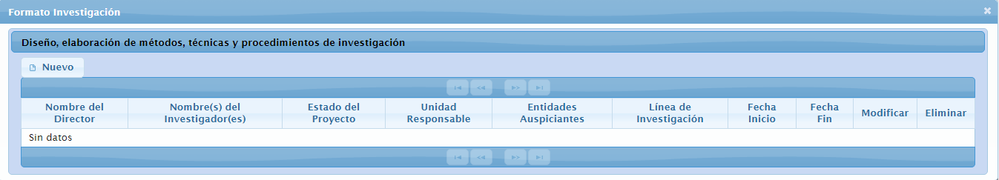 Formato Investigación
Diseño, elaboración de métodos, técnicas y procedimientos de investigación
Nuevo
Nombre del Director
Nombre(s) del Investigador(es)
Estado del Proyecto
Unidad Responsable
Entidades Auspiciantes
Línea de Investigación
Fecha Inicio
Fecha Fin
Modificar
Eliminar
Sin datos